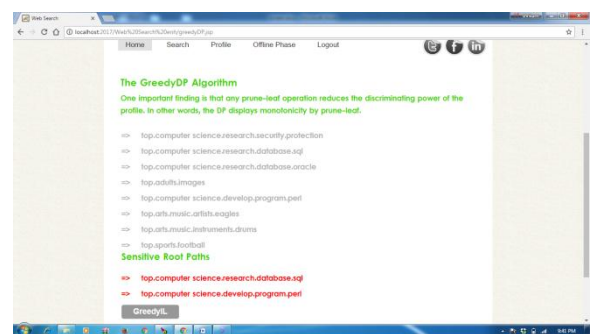 Web Search
localhost:2017/Web%20Search%20Serv/greedyDP.jsp
Home Search Profile Offline Phase Logout
The GreedyDP Algorithm
One important finding is that any prune-leaf operation reduces the discriminating power of the
profile. In other words, the DP displays monotonicity by prune-leaf.
=> top.computer science.research.security.protection
=> top.computer science.research.database.sql
=> top.computer science.research.database.oracle
=> top.adults.images
=> top.computer science.develop.program.perl
=> top.arts.music.artists.eagles
=> top.arts.music.instruments.drums
=> top.sports.football
Sensitive Root Paths
=> top.computer science.research.database.sql
=> top.computer science.develop.program.perl
GreedyIL
9:41 PM